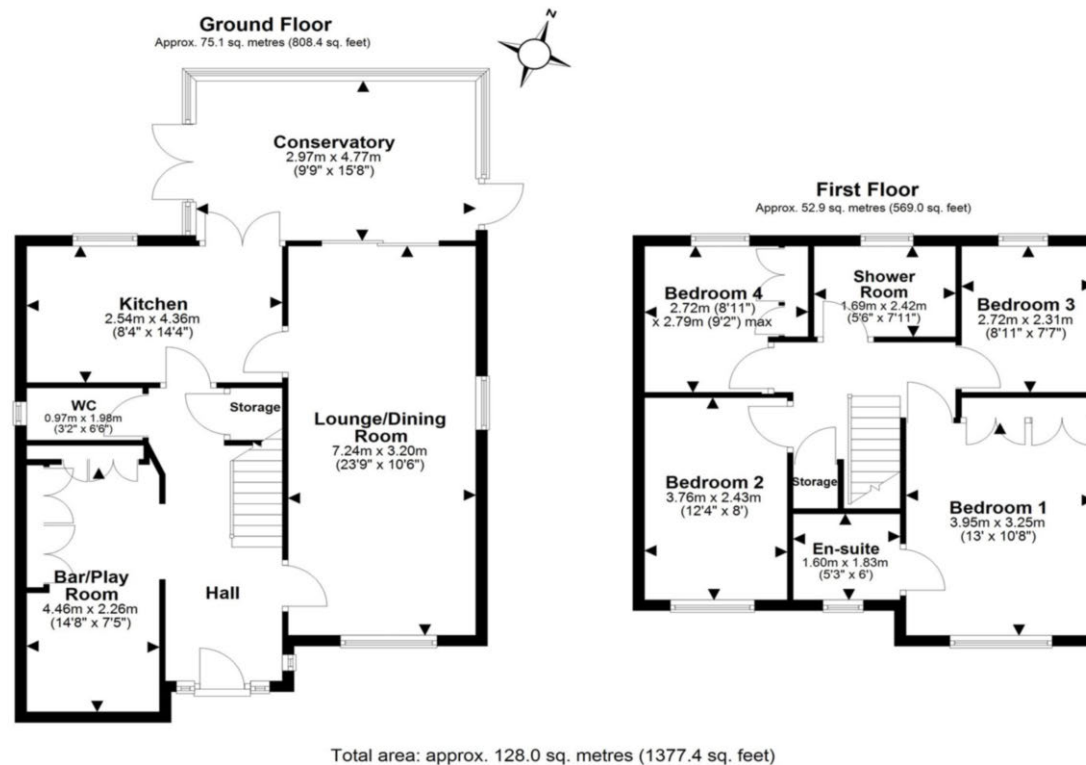 Ground Floor
Approx. 75.1 sq. metres (808.4 sq. feet)
N
Conservatory
2.97m x 4.77m
(9'9" x 15'8")
Kitchen
2.54m x 4.36m
(8'4" x 14'4")
WC
0.97m x 1.98m
(3'2" x 6'6")
Storage
Lounge/Dining
Room
7.24m x 3.20m
(23'9" x 10'6")
Bar/Play
Room
4.46m x 2.26m
(14'8" x 7'5")
Hall
First Floor
Approx. 52.9 sq. metres (569.0 sq. feet)
Bedroom 4
2.72m (8'11")
x 2.79m (9'2") max
Shower
Room
1.69m x 2.42m
(5'6" x 7'11")
Bedroom 3
2.72m x 2.31m
(8'11" x 7'7")
Bedroom 2
3.76m x 2.43m
(12'4" x 8')
Storage
En-suite
1.60m x 1.83m
(5'3" x 6')
Bedroom 1
3.95m x 3.25m
(13' x 10'8")
Total area: approx. 128.0 sq. metres (1377.4 sq. feet)